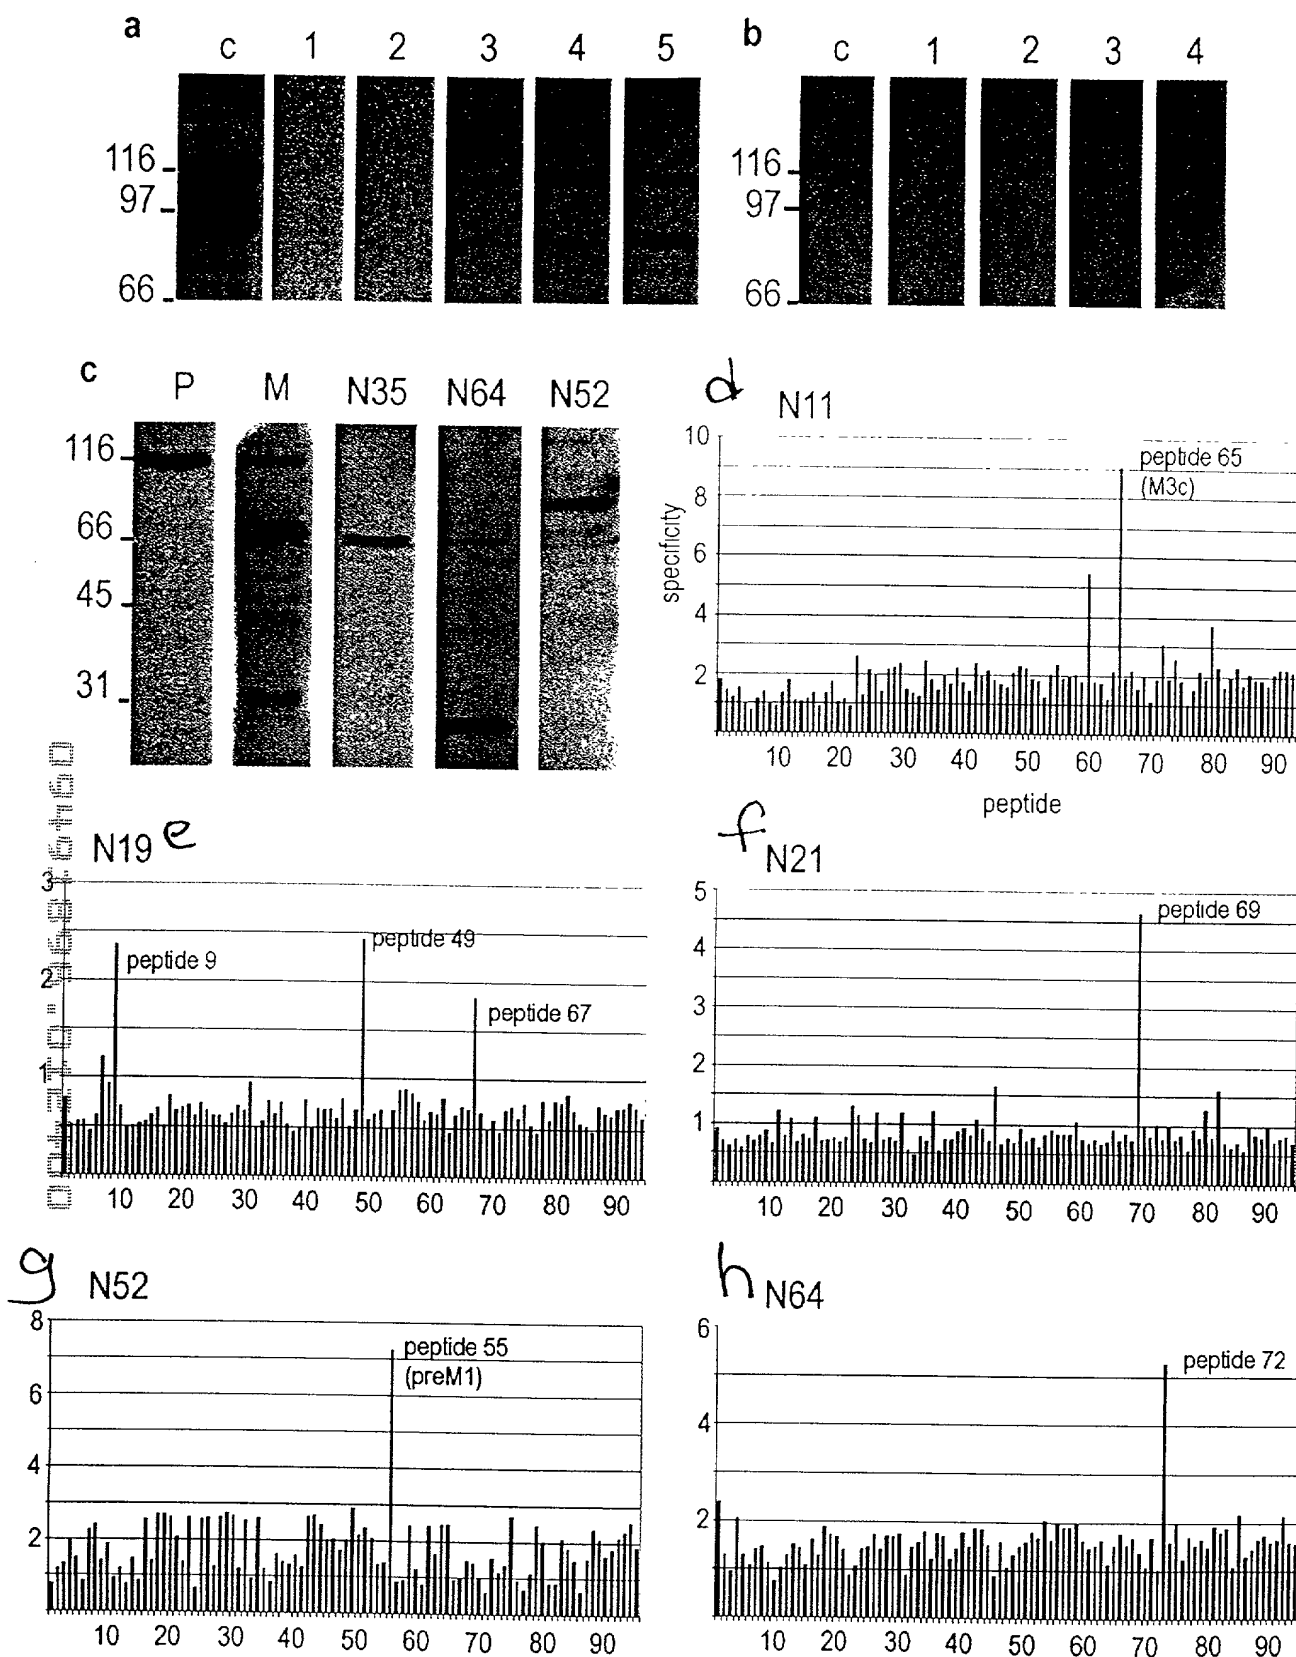 a
c 1 2 3 4 5
116
97
66
b
c 1 2 3 4
116
97
66
c
P M N35 N64 N52
116
66
45
31
d
N11
10
8
6
4
2
specificity
peptide 65
(M3c)
10 20 30 40 50 60 70 80 90
peptide
N19 e
3
2
1
peptide 9
peptide 49
peptide 67
10 20 30 40 50 60 70 80 90
f
N21
5
4
3
2
1
peptide 69
10 20 30 40 50 60 70 80 90
g
N52
8
6
4
2
peptide 55
(preM1)
10 20 30 40 50 60 70 80 90
h
N64
6
4
2
peptide 72
10 20 30 40 50 60 70 80 90